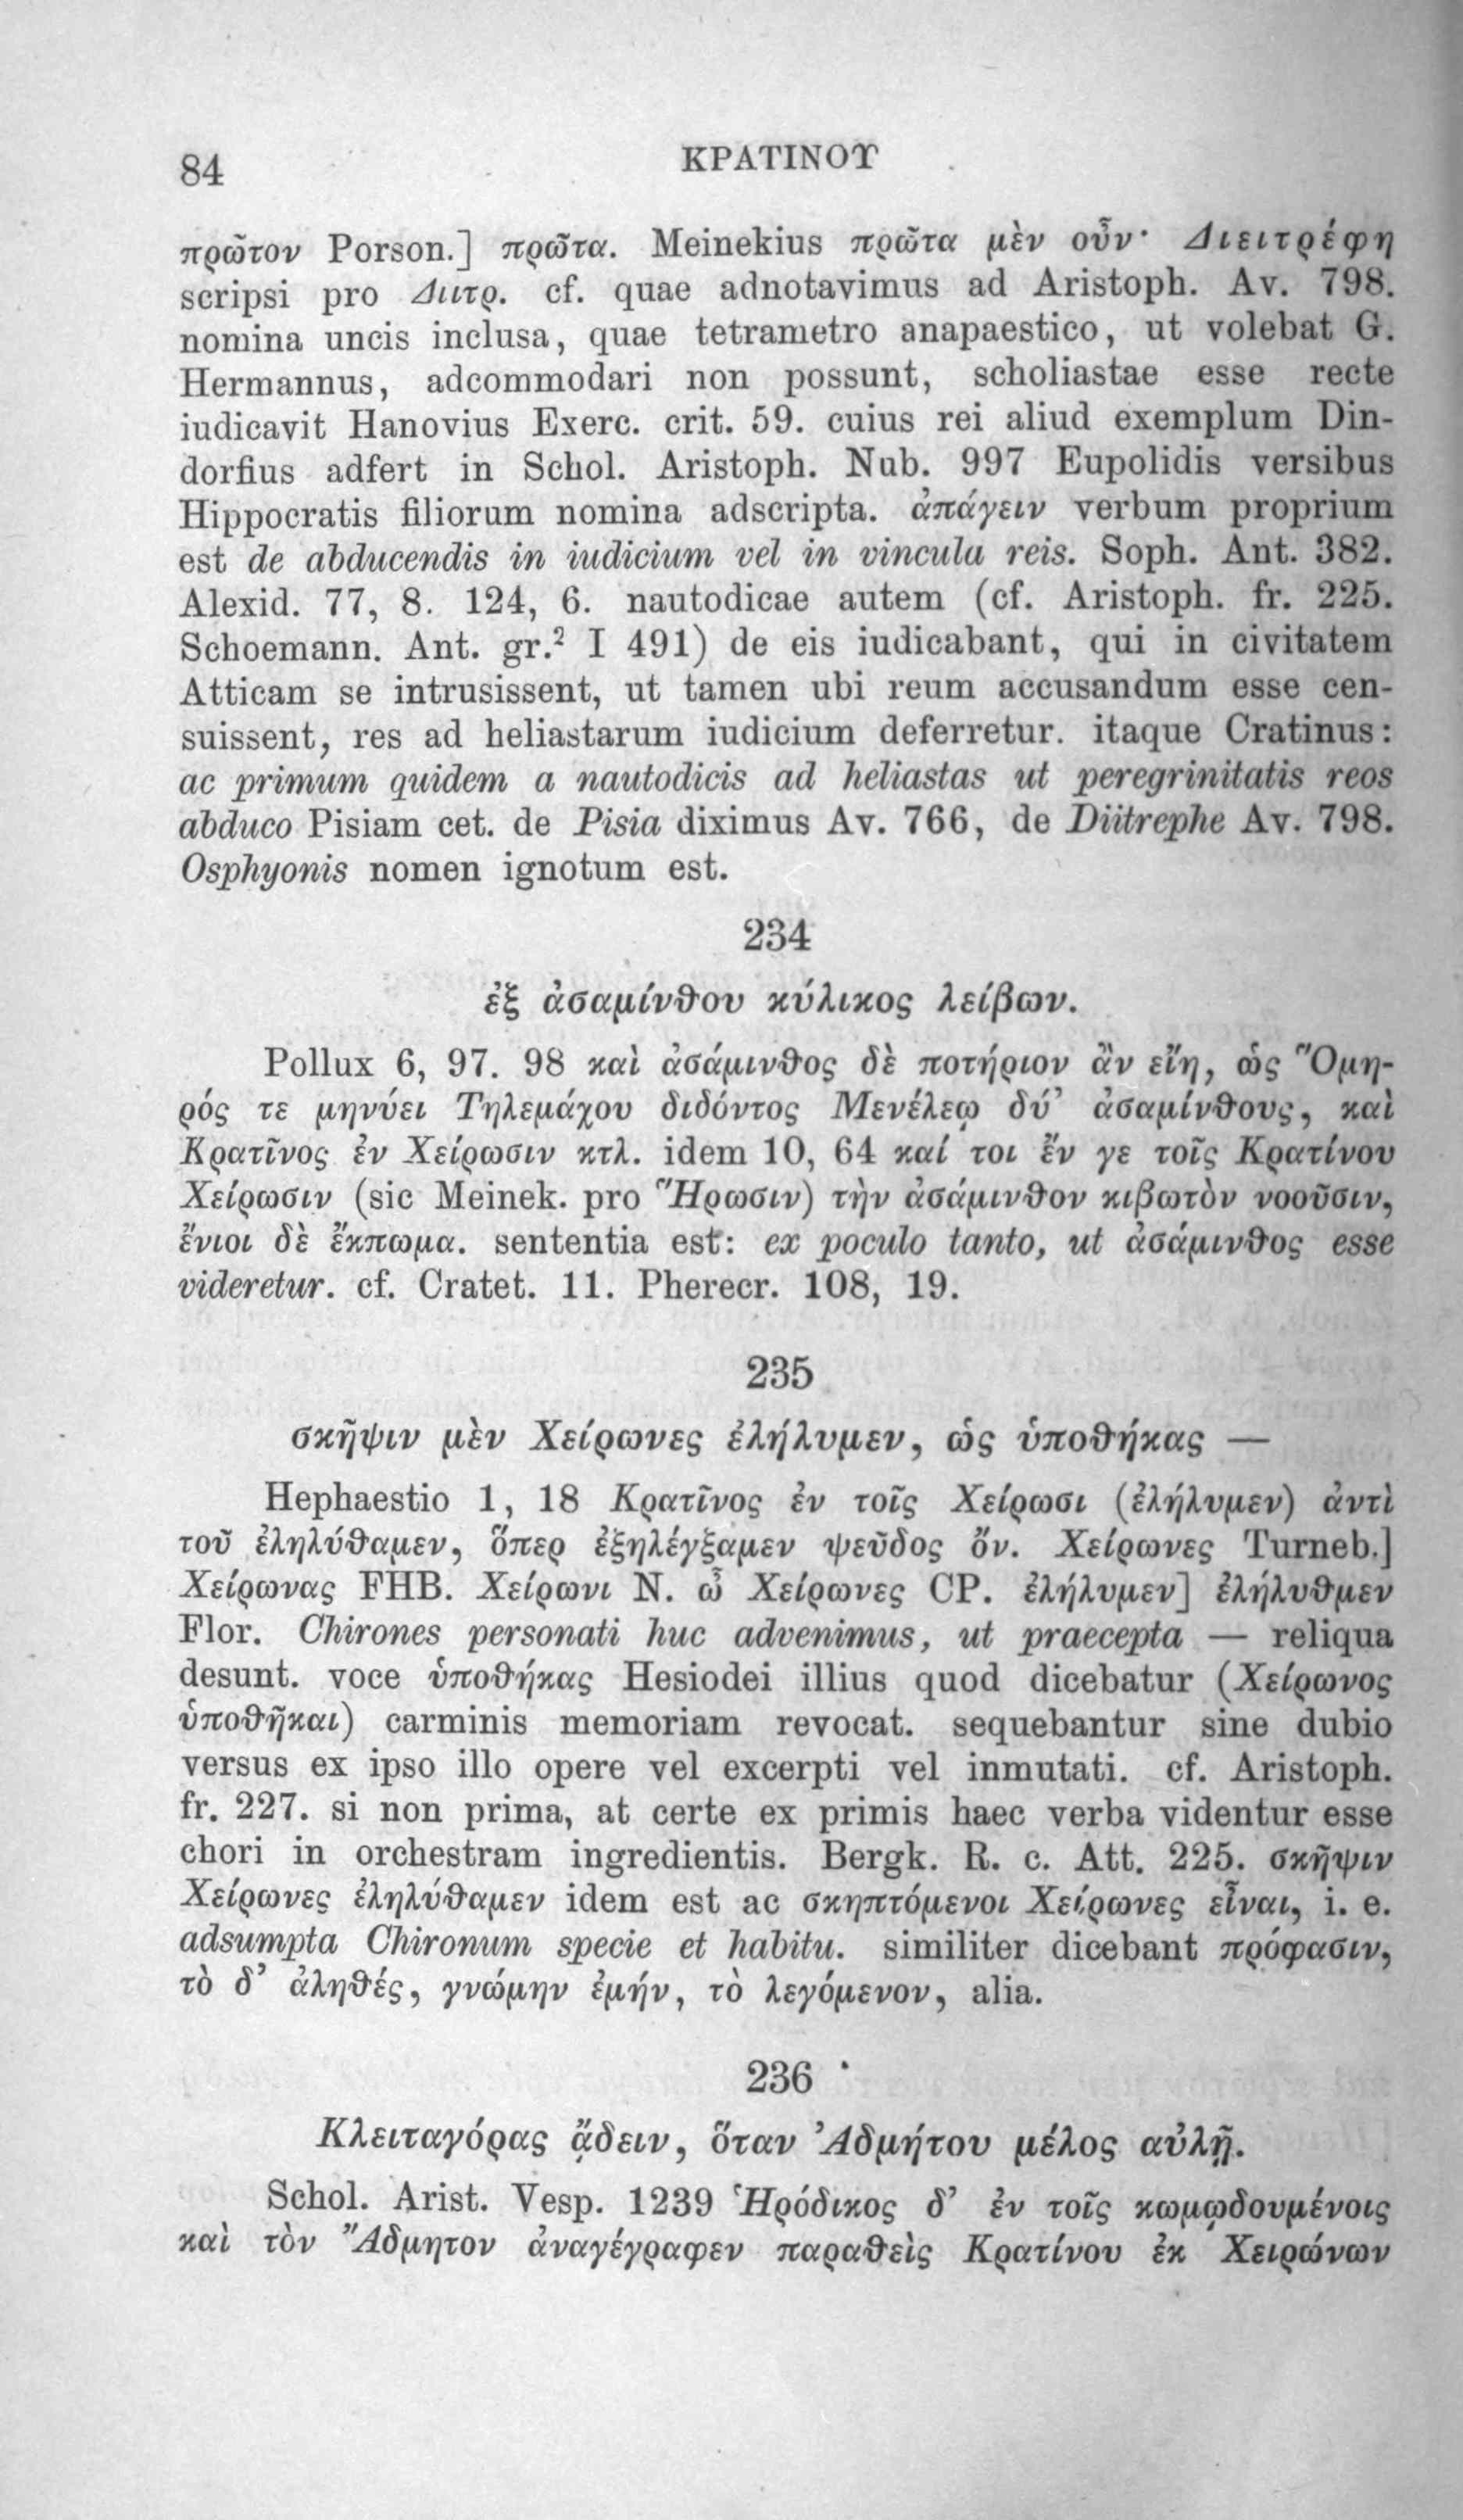 84
ΚΡΑΤΙΝΟΥ
πρῶτον Porson.] πρῶτα. Meinekius πρῶτα μὲν οὖν· Διειτρέφη
scripsi pro Διιτρ. cf. quae adnotavimus ad Aristoph. Av. 798.
nomina uncis inclusa, quae tetrametro anapaestico, ut volebat G.
Hermannus, adcommodari non possunt, scholiastae esse recte
iudicavit Hanovius Exerc. crit. 59. cuius rei aliud exemplum Din-
dorfius adfert in Schol. Aristoph. Nub. 997 Eupolidis versibus
Hippocratis filiorum nomina adscripta. ἀπάγειν verbum proprium
est de abducendis in iudicium vel in vincula reis. Soph. Ant. 382.
Alexid. 77, 8. 124, 6. nautodicae autem (cf. Aristoph. fr. 225.
Schoemann. Ant. gr.² I 491) de eis iudicabant, qui in civitatem
Atticam se intrusissent, ut tamen ubi reum accusandum esse cen-
suissent, res ad heliastarum iudicium deferretur. itaque Cratinus:
ac primum quidem a nautodicis ad heliastas ut peregrinitatis reos
abduco Pisiam cet. de Pisia diximus Av. 766, de Diitrephe Av. 798.
Osphyonis nomen ignotum est.
234
ἐξ ἀσαμίνθου κύλικος λείβων.
Pollux 6, 97. 98 καὶ ἀσάμινθος δὲ ποτήριον ἂν εἴη, ὡς Ὅμη-
ρός τε μηνύει Τηλεμάχου διδόντος Μενέλεῳ δύ’ ἀσαμίνθους, καὶ
Κρατῖνος ἐν Χείρωσιν κτλ. idem 10, 64 καί τοι ἔν γε τοῖς Κρατίνου
Χείρωσιν (sic Meinek. pro Ἥρωσιν) τὴν ἀσάμινθον κιβωτὸν νοοῦσιν,
ἔνιοι δὲ ἔκπωμα. sententia est: ex poculo tanto, ut ἀσάμινθος esse
videretur. cf. Cratet. 11. Pherecr. 108, 19.
235
σκῆψιν μὲν Χείρωνες ἐλήλυμεν, ὡς ὑποθήκας —
Hephaestio 1, 18 Κρατῖνος ἐν τοῖς Χείρωσι (ἐλήλυμεν) ἀντὶ
τοῦ ἐληλύθαμεν, ὅπερ ἐξηλέγξαμεν ψεῦδος ὄν. Χείρωνες Turneb.]
Χείρωνας FHB. Χείρωνι N. ὦ Χείρωνες CP. ἐλήλυμεν] ἐλήλυθμεν
Flor. Chirones personati huc advenimus, ut praecepta — reliqua
desunt. voce ὑποθήκας Hesiodei illius quod dicebatur (Χείρωνος
ὑποθῆκαι) carminis memoriam revocat. sequebantur sine dubio
versus ex ipso illo opere vel excerpti vel inmutati. cf. Aristoph.
fr. 227. si non prima, at certe ex primis haec verba videntur esse
chori in orchestram ingredientis. Bergk. R. c. Att. 225. σκῆψιν
Χείρωνες ἐληλύθαμεν idem est ac σκηπτόμενοι Χείρωνες εἶναι, i. e.
adsumpta Chironum specie et habitu. similiter dicebant πρόφασιν,
τὸ δ’ ἀληθές, γνώμην ἐμήν, τὸ λεγόμενον, alia.
236
Κλειταγόρας ᾄδειν, ὅταν Ἀδμήτου μέλος αὐλῇ.
Schol. Arist. Vesp. 1239 Ἡρόδικος δ’ ἐν τοῖς κωμῳδουμένοις
καὶ τὸν Ἄδμητον ἀναγέγραφεν παραθεὶς Κρατίνου ἐκ Χειρώνων